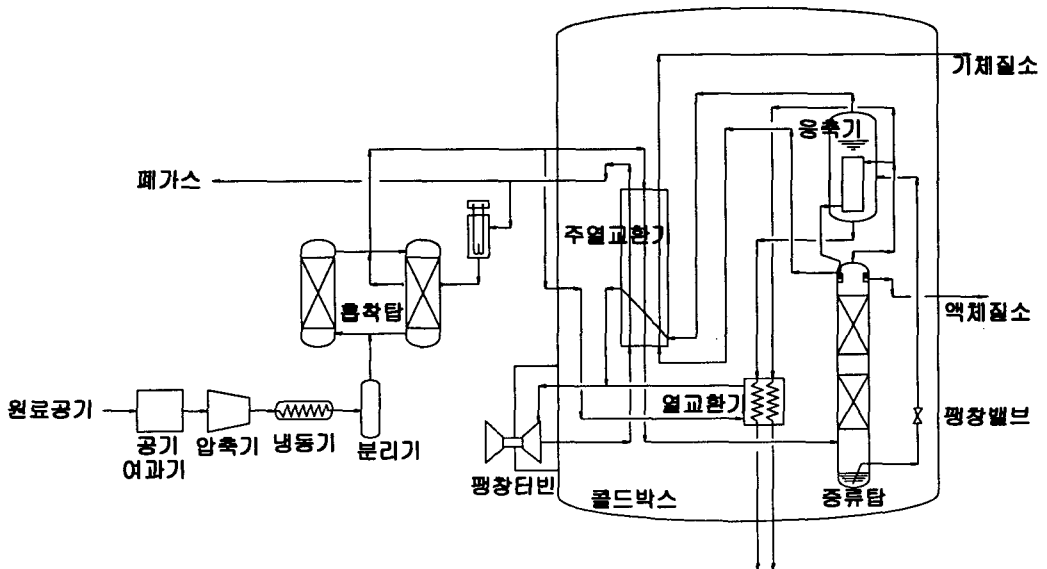 기체질소
응축기
폐가스
주열교환기
흡착탑
액체질소
원료공기
공기
여과기
압축기
냉동기
분리기
열교환기
팽창밸브
팽창터빈
콜드박스
증류탑